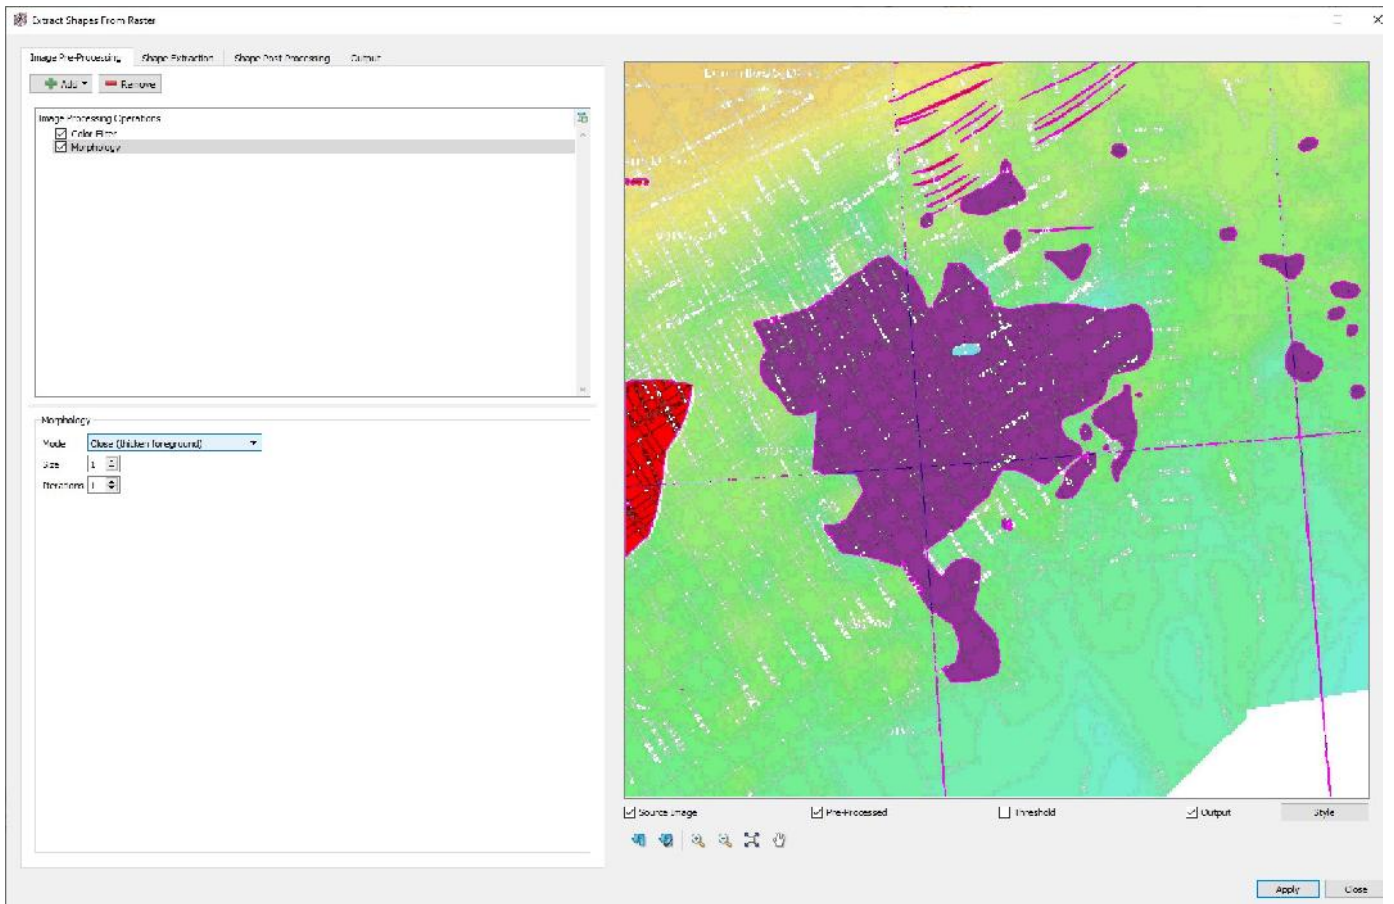 Extract Shapes From Raster
Image Pre-Processing Shape Extraction Shape Post Processing Output
Add Remove
Image Processing Operations
Color Filter
Morphology
Morphology
Mode Close (thicken foreground)
Size 1
Iterations 1
Source Image Pre-Processed Threshold Output Style
Apply Close